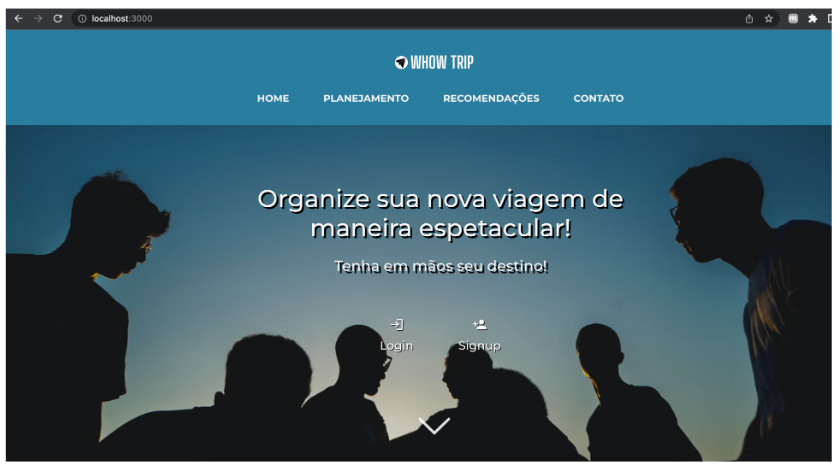 localhost:3000
WHOW TRIP
HOME PLANEJAMENTO RECOMENDAÇÕES CONTATO
Organize sua nova viagem de
maneira espetacular!
Tenha em mãos seu destino!
Login Signup